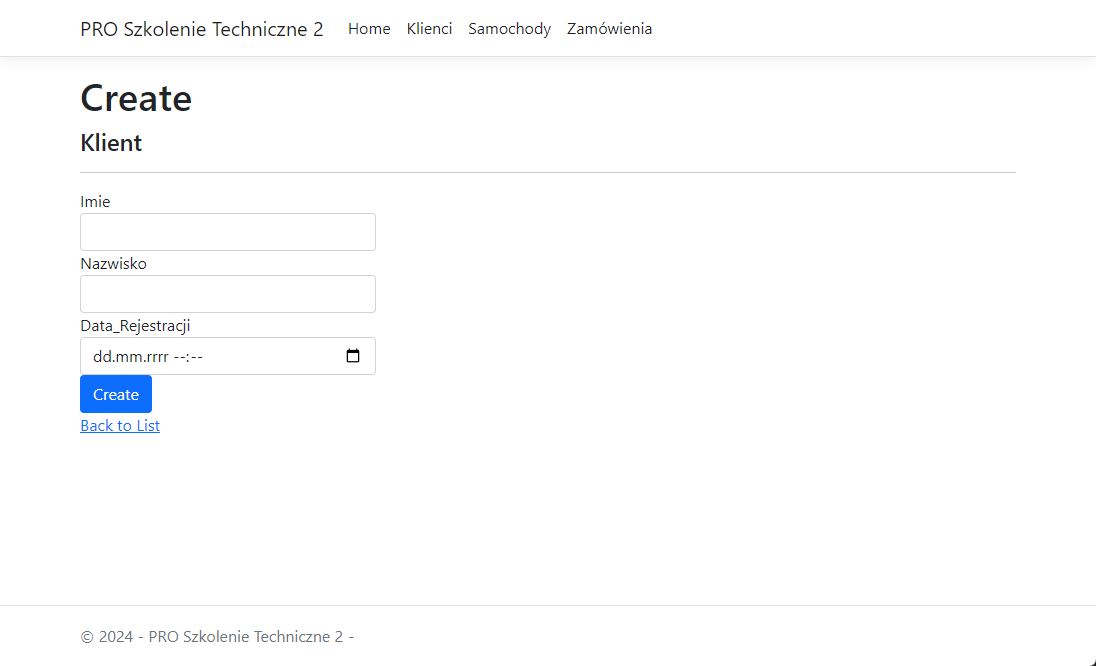 PRO Szkolenie Techniczne 2 Home Klienci Samochody Zamówienia
Create
Klient
Imie
Nazwisko
Data_Rejestracji
dd.mm.rrrr --:--
Create
Back to List
© 2024 - PRO Szkolenie Techniczne 2 -